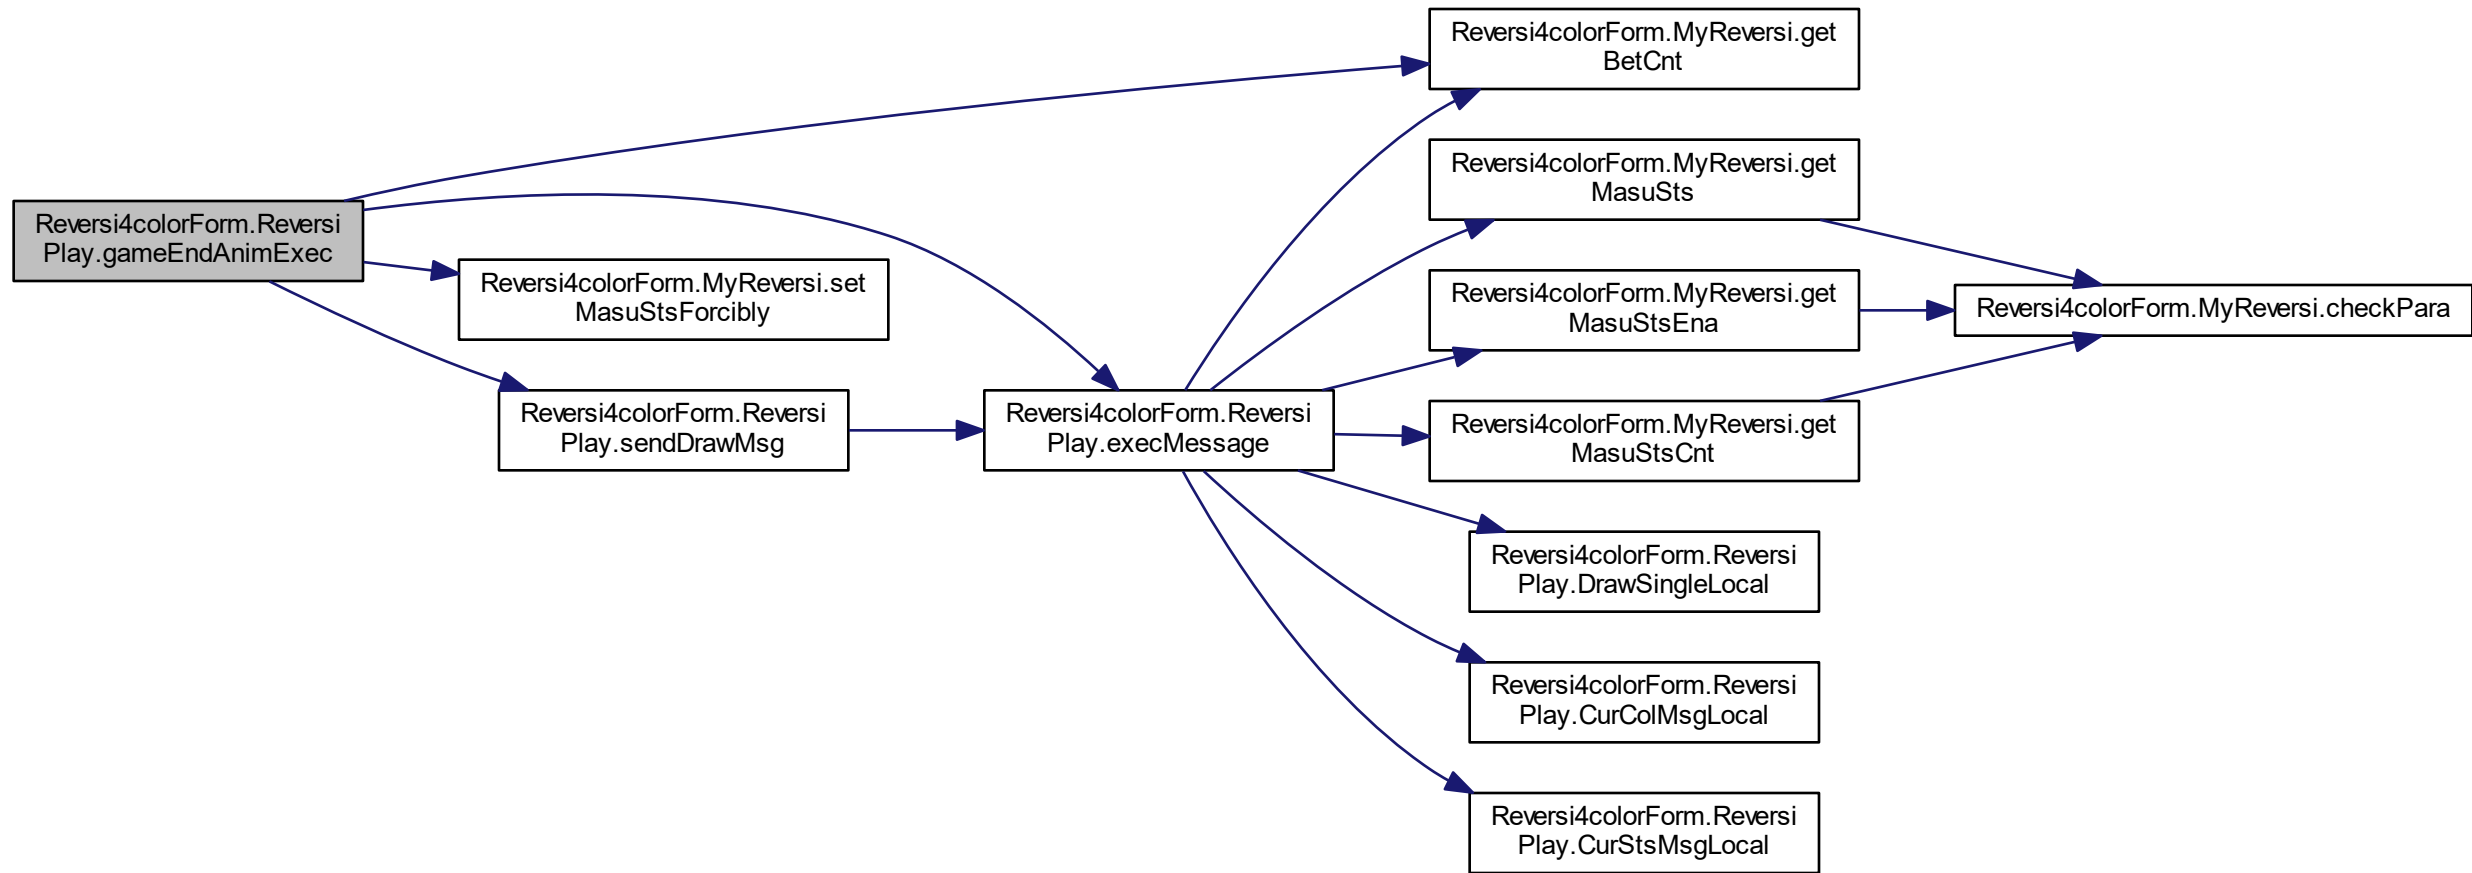 Reversi4colorForm.Reversi
Play.gameEndAnimExec
Reversi4colorForm.MyReversi.set
MasuStsForcibly
Reversi4colorForm.Reversi
Play.sendDrawMsg
Reversi4colorForm.Reversi
Play.execMessage
Reversi4colorForm.MyReversi.get
BetCnt
Reversi4colorForm.MyReversi.get
MasuSts
Reversi4colorForm.MyReversi.get
MasuStsEna
Reversi4colorForm.MyReversi.get
MasuStsCnt
Reversi4colorForm.Reversi
Play.DrawSingleLocal
Reversi4colorForm.Reversi
Play.CurColMsgLocal
Reversi4colorForm.Reversi
Play.CurStsMsgLocal
Reversi4colorForm.MyReversi.checkPara